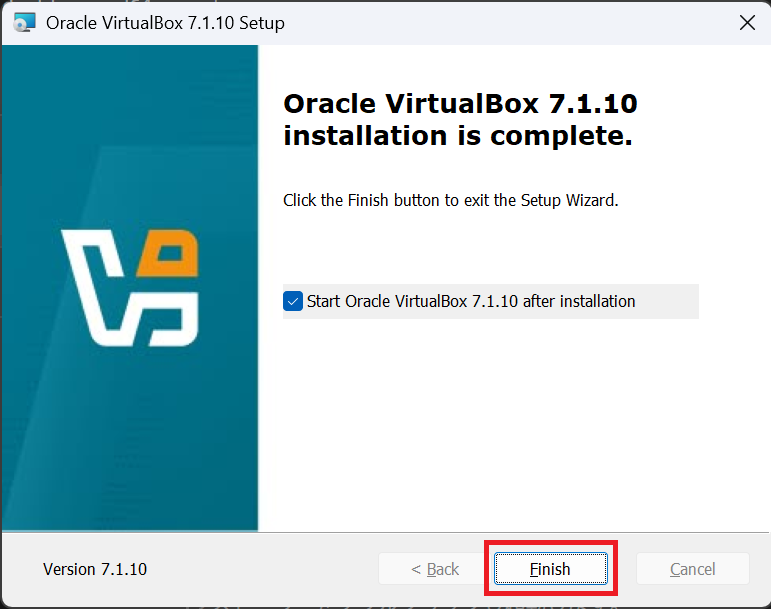 Oracle VirtualBox 7.1.10 Setup
Oracle VirtualBox 7.1.10
installation is complete.
Click the Finish button to exit the Setup Wizard.
Start Oracle VirtualBox 7.1.10 after installation
Version 7.1.10
< Back
Finish
Cancel